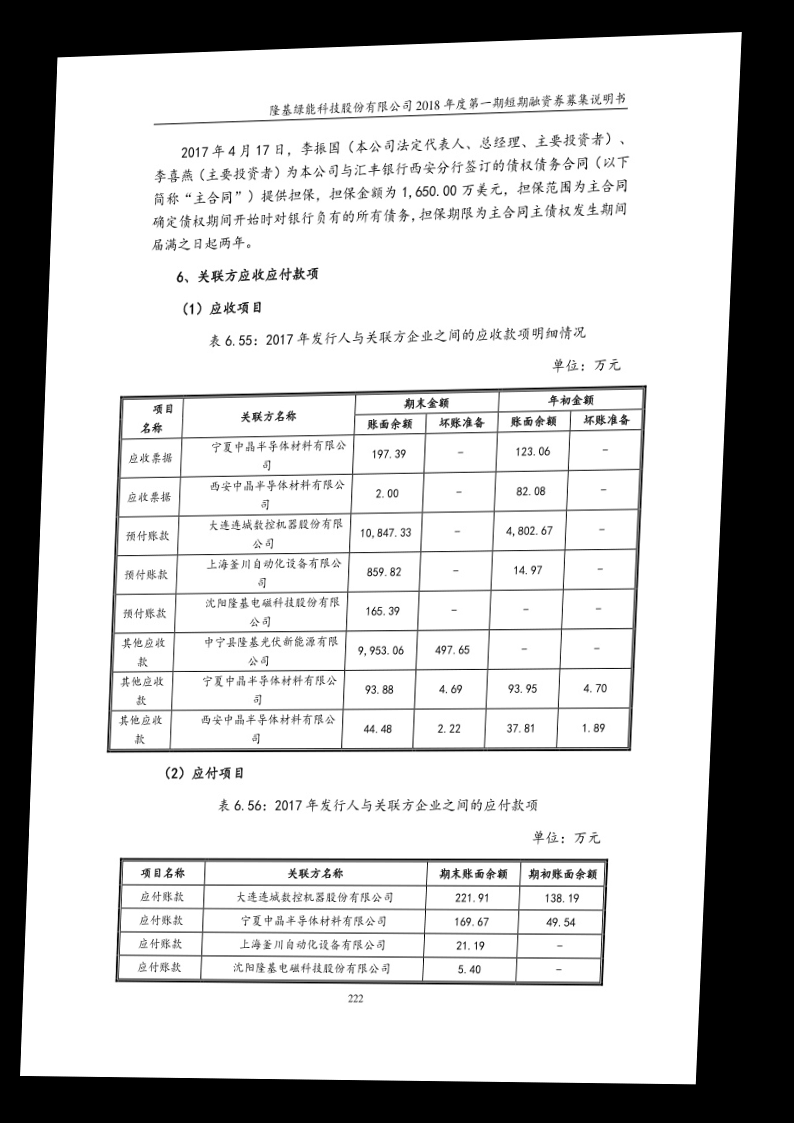 隆基绿能科技股份有限公司 2018 年度第一期短期融资券募集说明书
2017 年 4 月 17 日，李振国（本公司法定代表人、总经理、主要投资者）、
李喜燕（主要投资者）为本公司与汇丰银行西安分行签订的债权债务合同（以下
简称“主合同”）提供担保，担保金额为 1,650.00 万美元，担保范围为主合同
确定债权期间开始时对银行负有的所有债务，担保期限为主合同主债权发生期间
届满之日起两年。
6、关联方应收应付款项
（1）应收项目
表 6.55：2017 年发行人与关联方企业之间的应收款项明细情况
单位：万元
项目名称 关联方名称 期末金额 年初金额
账面余额 坏账准备 账面余额 坏账准备
应收票据 宁夏中晶半导体材料有限公司 197.39 - 123.06 -
应收票据 西安中晶半导体材料有限公司 2.00 - 82.08 -
预付账款 大连连城数控机器股份有限公司 10,847.33 - 4,802.67 -
预付账款 上海釜川自动化设备有限公司 859.82 - 14.97 -
预付账款 沈阳隆基电磁科技股份有限公司 165.39 - - -
其他应收款 中宁县隆基光伏新能源有限公司 9,953.06 497.65 - -
其他应收款 宁夏中晶半导体材料有限公司 93.88 4.69 93.95 4.70
其他应收款 西安中晶半导体材料有限公司 44.48 2.22 37.81 1.89
（2）应付项目
表 6.56：2017 年发行人与关联方企业之间的应付款项
单位：万元
项目名称 关联方名称 期末账面余额 期初账面余额
应付账款 大连连城数控机器股份有限公司 221.91 138.19
应付账款 宁夏中晶半导体材料有限公司 169.67 49.54
应付账款 上海釜川自动化设备有限公司 21.19 -
应付账款 沈阳隆基电磁科技股份有限公司 5.40 -
222